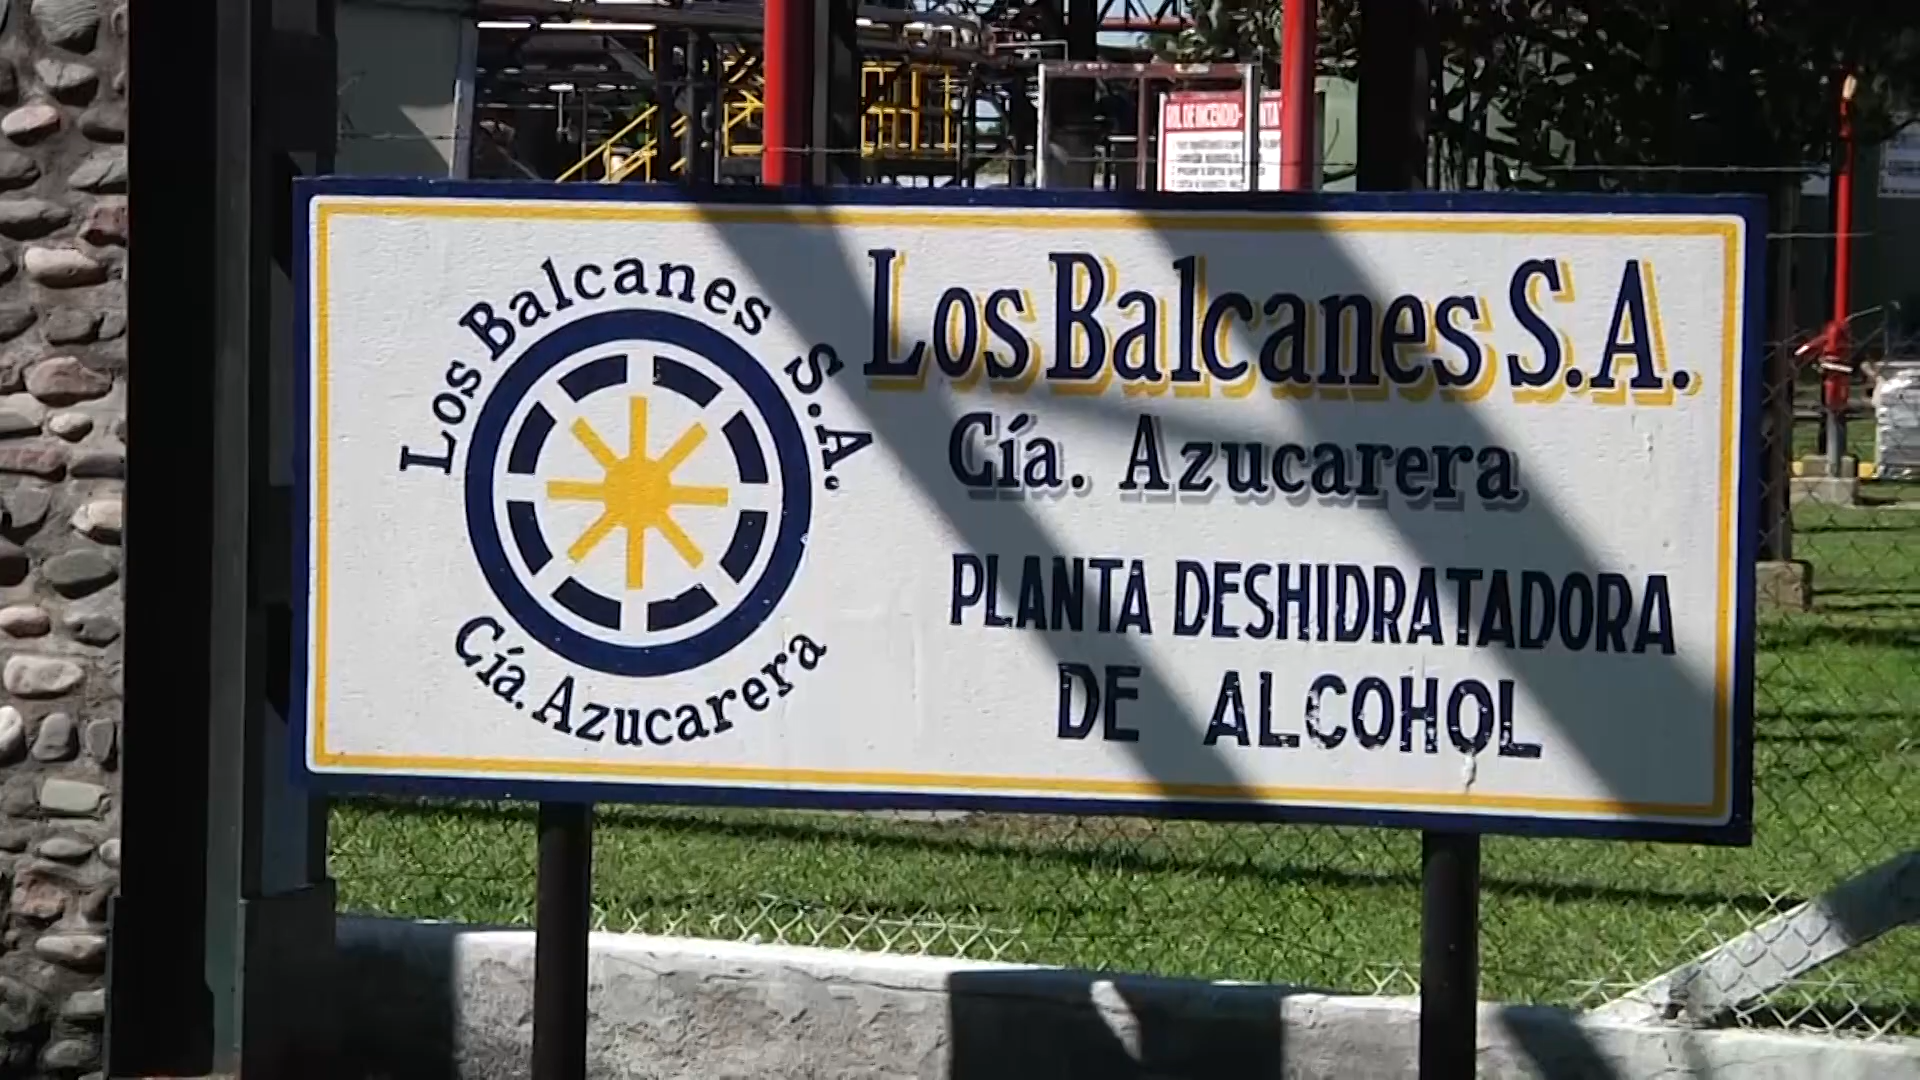 Los Balcanes S.A.
Cía. Azucarera
Los Balcanes S.A.
Cía. Azucarera
PLANTA DESHIDRATADORA
DE ALCOHOL